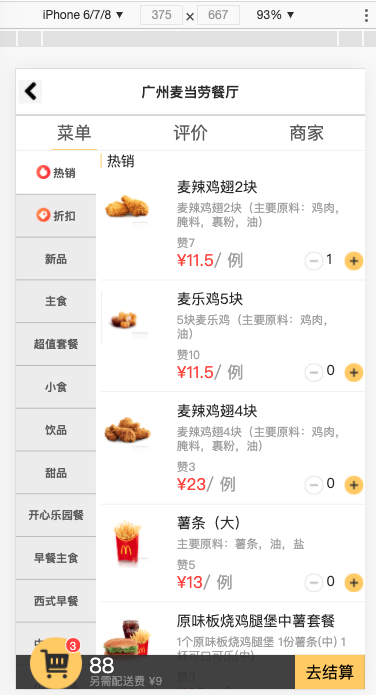 iPhone 6/7/8 ▼ 375 × 667 93% ▼
广州麦当劳餐厅
菜单 评价 商家
热销
折扣
新品
主食
超值套餐
小食
饮品
甜品
开心乐园餐
早餐主食
西式早餐
热销
麦辣鸡翅2块
麦辣鸡翅2块（主要原料：鸡肉，
腌料，裹粉，油）
赞7
¥11.5/ 例 1
麦乐鸡5块
5块麦乐鸡（主要原料：鸡肉，
油）
赞10
¥11.5/ 例 0
麦辣鸡翅4块
麦辣鸡翅4块（主要原料：鸡肉，
腌料，裹粉，油）
赞3
¥23/ 例 0
薯条（大）
主要原料：薯条，油，盐
赞5
¥13/ 例 0
原味板烧鸡腿堡中薯套餐
1个原味板烧鸡腿堡 1份薯条(中) 1
杯可口可乐(中)
3
88
另需配送费 ¥9
去结算